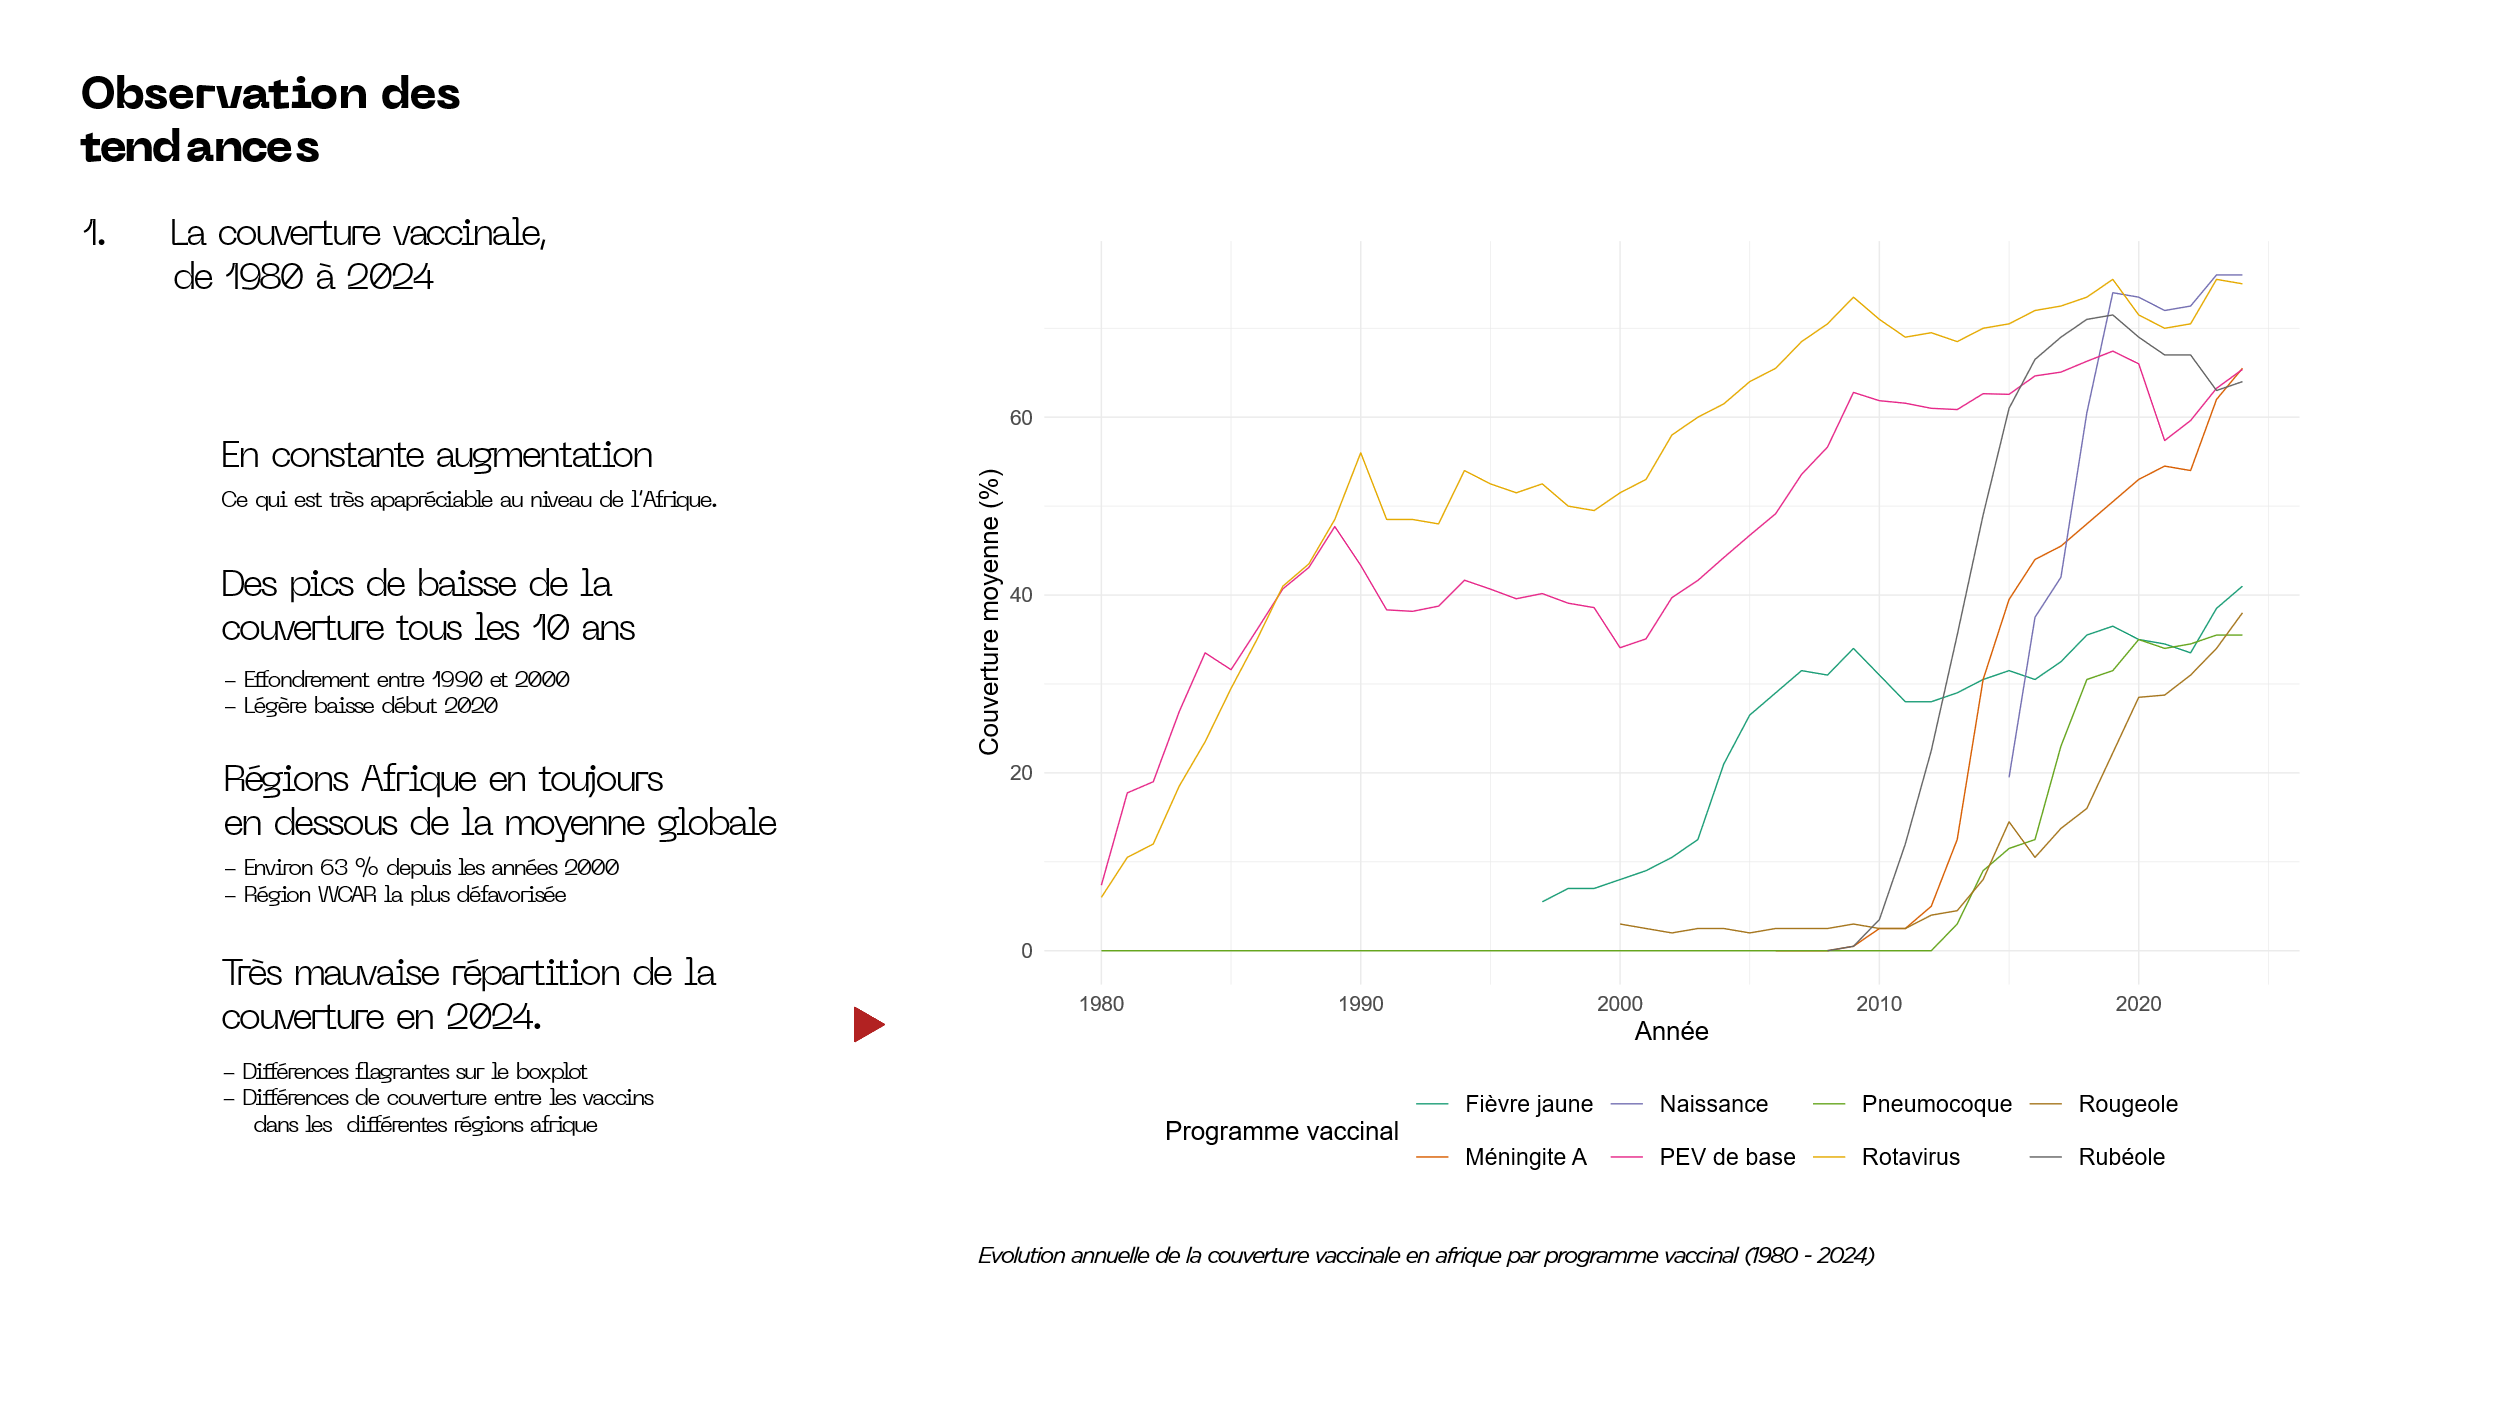 Observation des
tendances
1. La couverture vaccinale,
de 1980 à 2024
En constante augmentation
Ce qui est très apapréciable au niveau de l'Afrique.
Des pics de baisse de la
couverture tous les 10 ans
- Effondrement entre 1990 et 2000
- Légère baisse début 2020
Régions Afrique en toujours
en dessous de la moyenne globale
- Environ 63 % depuis les années 2000
- Région WCAR la plus défavorisée
Très mauvaise répartition de la
couverture en 2024.
- Différences flagrantes sur le boxplot
- Différences de couverture entre les vaccins
dans les différentes régions afrique
Couverture moyenne (%)
60
40
20
0
1980 1990 2000 2010 2020
Année
Programme vaccinal
Fièvre jaune Naissance Pneumocoque Rougeole
Méningite A PEV de base Rotavirus Rubéole
Evolution annuelle de la couverture vaccinale en afrique par programme vaccinal (1980 - 2024)